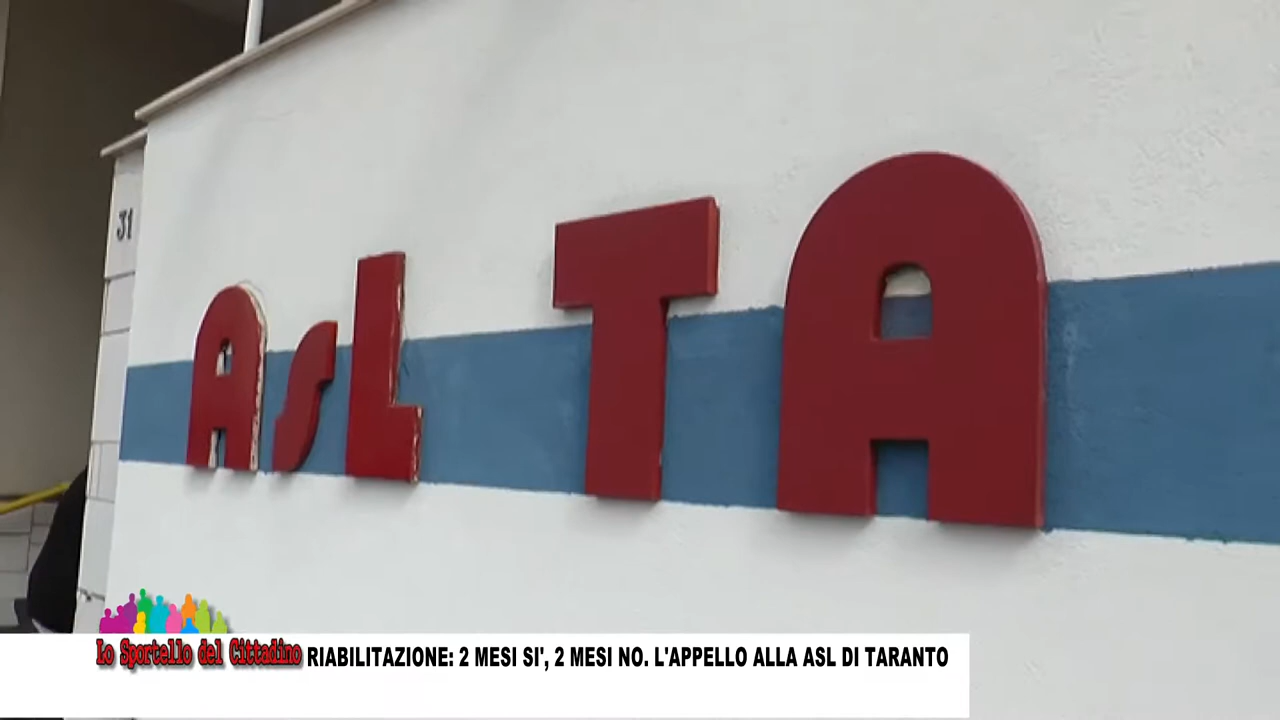 31
AsL TA
Lo Sportello del Cittadino
RIABILITAZIONE: 2 MESI SI', 2 MESI NO. L'APPELLO ALLA ASL DI TARANTO